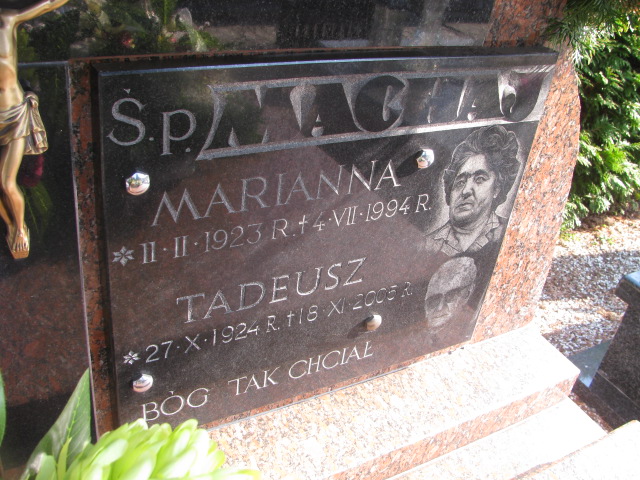 Ś.P. MACHAJ
MARIANNA
* 11·II·1923 R. + 4·VII·1994 R.
TADEUSZ
* 27·X·1924 R. + 18·XI·2005 R.
BÓG TAK CHCIAŁ